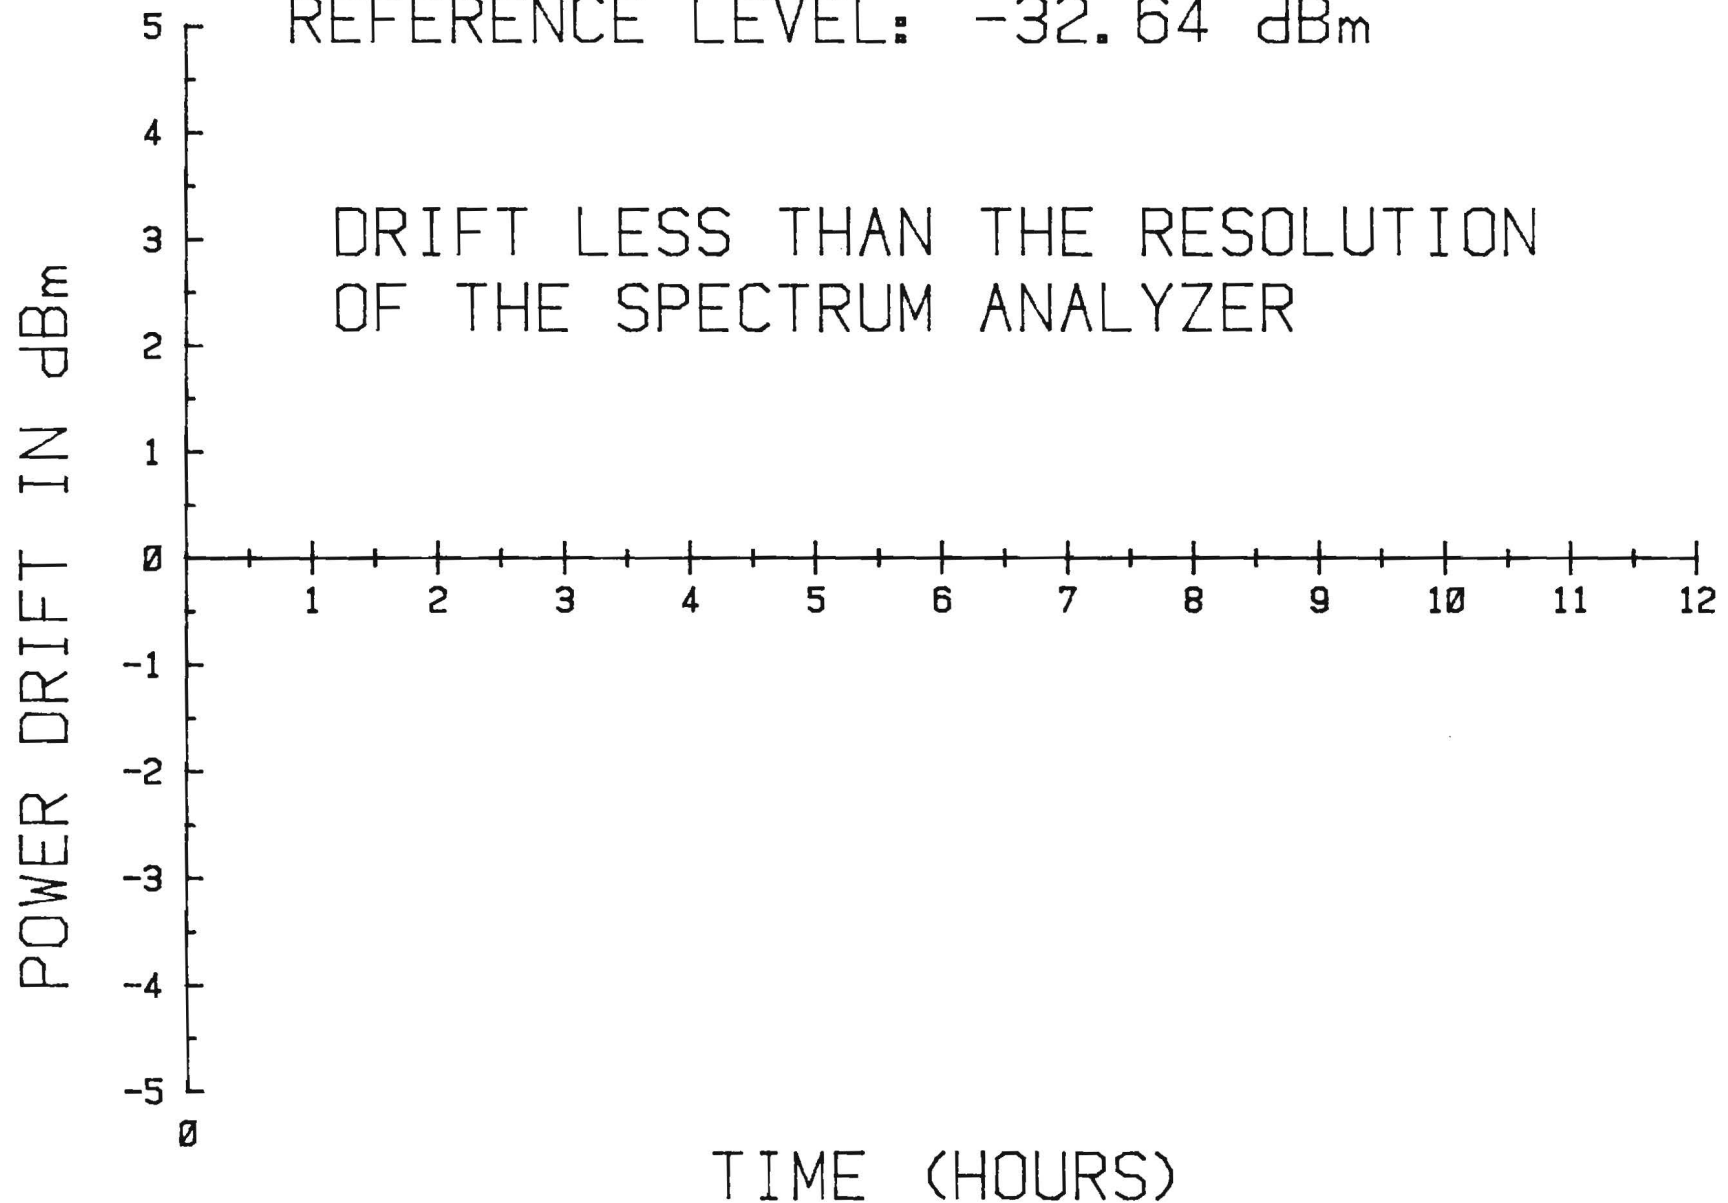 REFERENCE LEVEL: -32.64 dBm
5
4
3
2
1
0
-1
-2
-3
-4
-5
POWER DRIFT IN dBm
DRIFT LESS THAN THE RESOLUTION
OF THE SPECTRUM ANALYZER
1 2 3 4 5 6 7 8 9 10 11 12
0
TIME (HOURS)